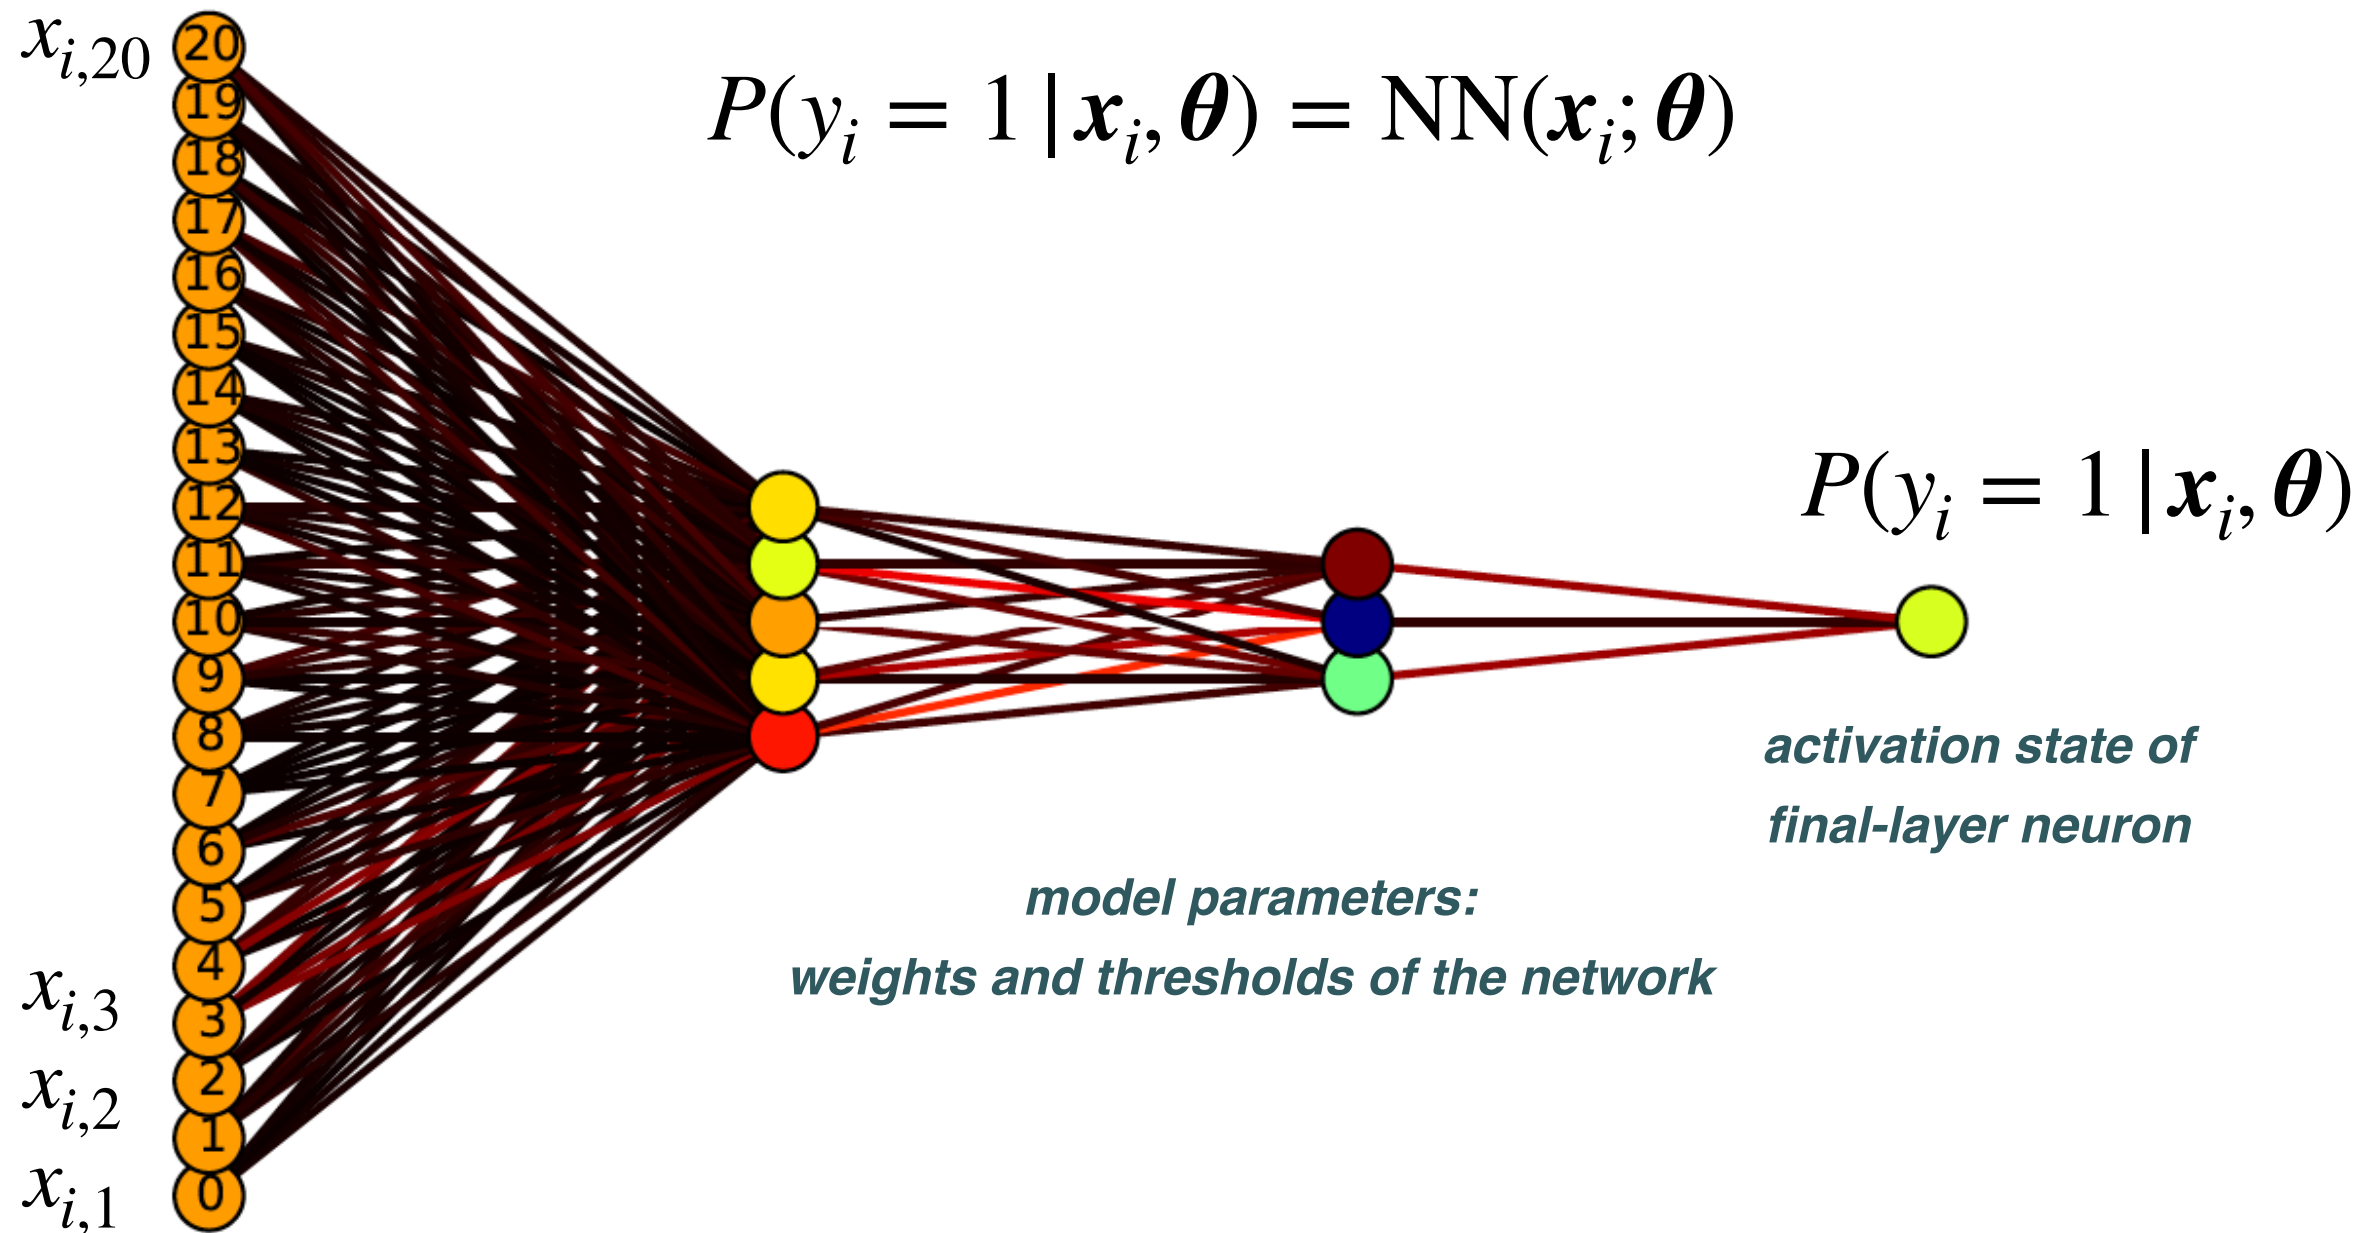 x_{i,20}
P(y_i = 1 | x_i, θ) = NN(x_i; θ)
20
19
18
17
16
15
14
13
12
11
10
9
8
7
6
5
4
3
2
1
0
P(y_i = 1 | x_i, θ)
activation state of
final-layer neuron
model parameters:
weights and thresholds of the network
x_{i,3}
x_{i,2}
x_{i,1}